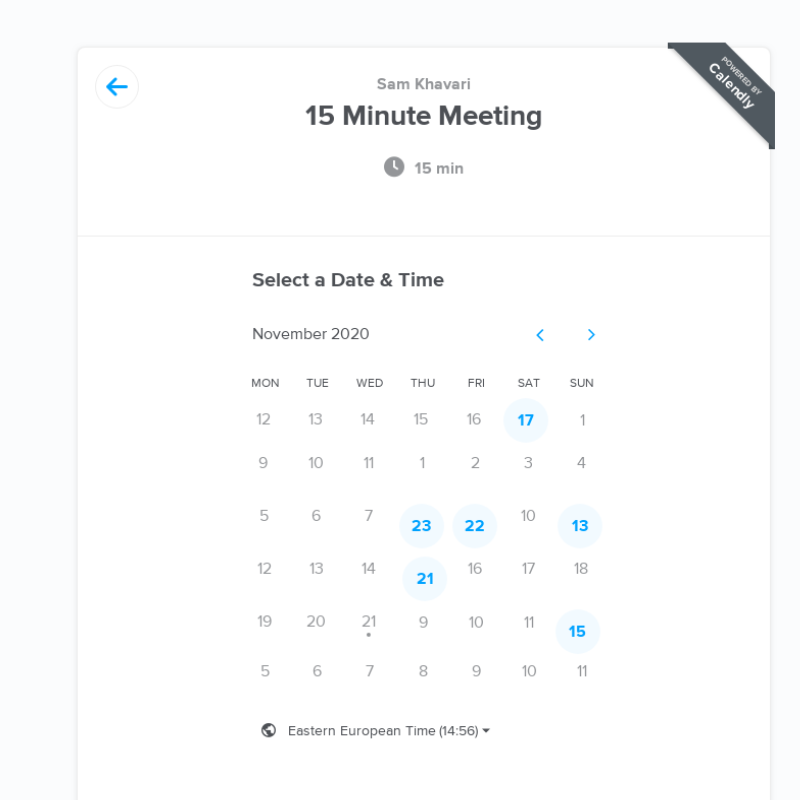 POWERED BY
Calendly
Sam Khavari
15 Minute Meeting
15 min
Select a Date & Time
November 2020
MON TUE WED THU FRI SAT SUN
12 13 14 15 16 17 1
9 10 11 1 2 3 4
5 6 7 23 22 10 13
12 13 14 21 16 17 18
19 20 21 9 10 11 15
5 6 7 8 9 10 11
Eastern European Time (14:56)